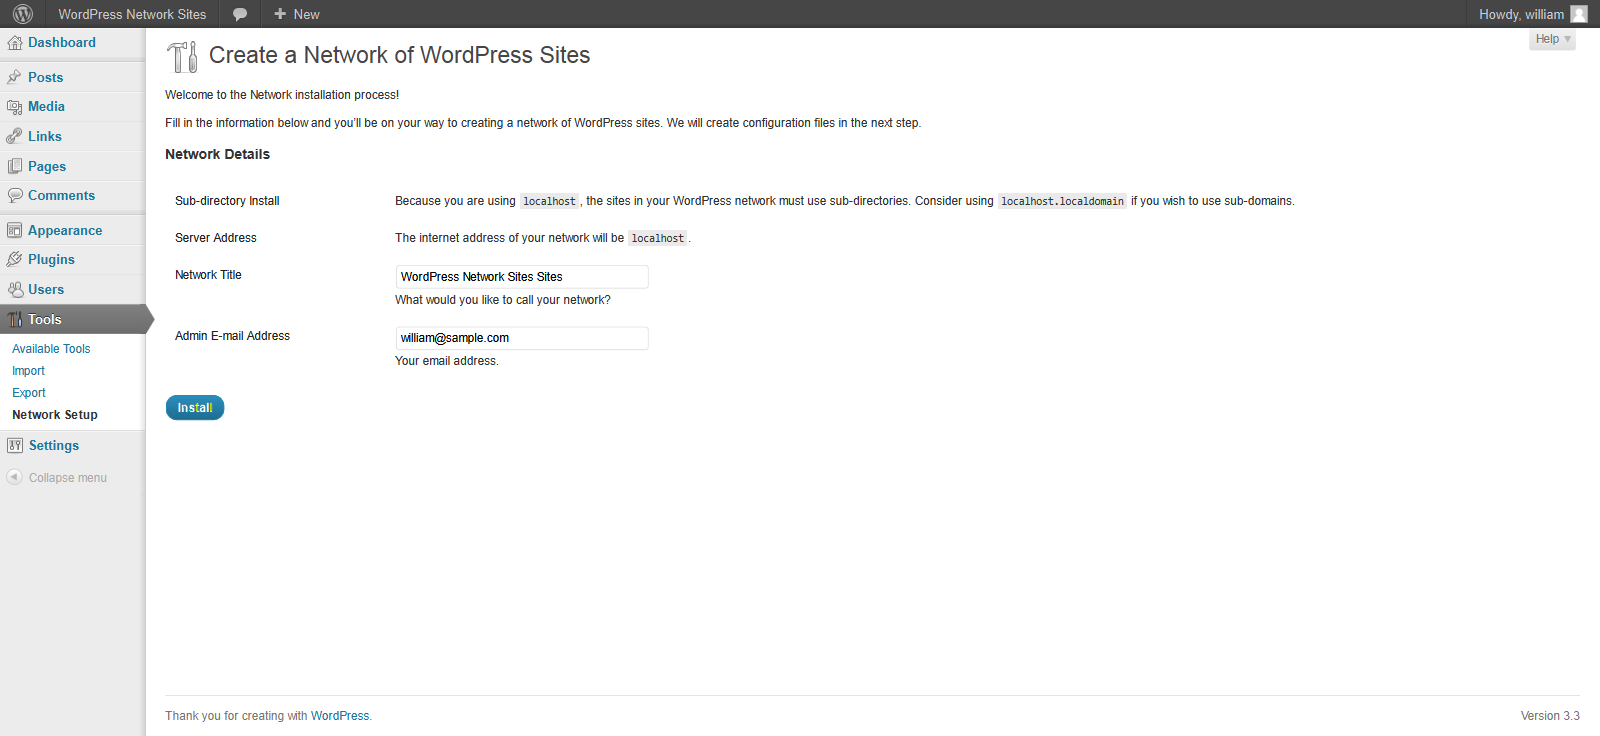 WordPress Network Sites
New
Howdy, william
Dashboard
Posts
Media
Links
Pages
Comments
Appearance
Plugins
Users
Tools
Available Tools
Import
Export
Network Setup
Settings
Collapse menu
Help
Create a Network of WordPress Sites
Welcome to the Network installation process!
Fill in the information below and you'll be on your way to creating a network of WordPress sites. We will create configuration files in the next step.
Network Details
Sub-directory Install
Because you are using localhost, the sites in your WordPress network must use sub-directories. Consider using localhost.localdomain if you wish to use sub-domains.
Server Address
The internet address of your network will be localhost.
Network Title
WordPress Network Sites Sites
What would you like to call your network?
Admin E-mail Address
william@sample.com
Your email address.
Install
Thank you for creating with WordPress.
Version 3.3